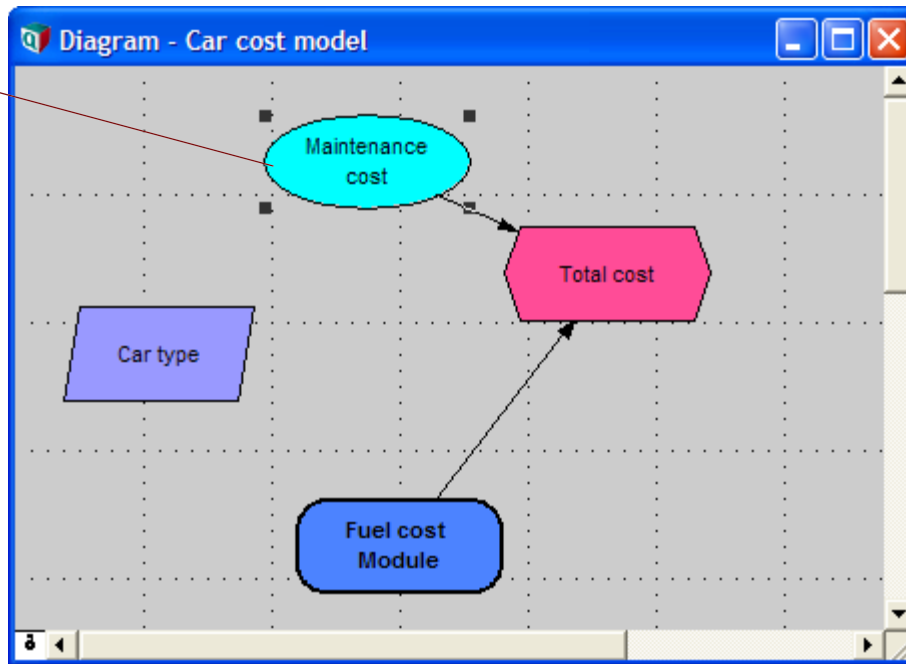 Diagram - Car cost model
Maintenance
cost
Total cost
Car type
Fuel cost
Module